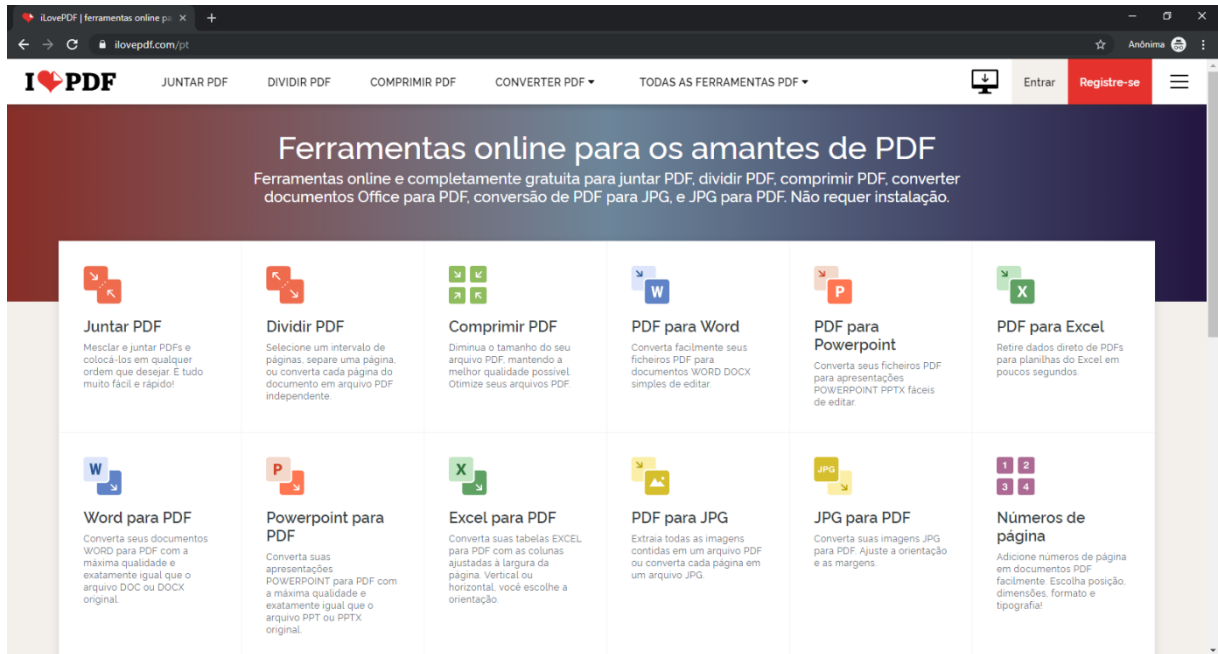 iLovePDF | ferramentas online pa
ilovepdf.com/pt
Anônima
I PDF
JUNTAR PDF
DIVIDIR PDF
COMPRIMIR PDF
CONVERTER PDF
TODAS AS FERRAMENTAS PDF
Entrar
Registre-se
Ferramentas online para os amantes de PDF
Ferramentas online e completamente gratuita para juntar PDF, dividir PDF, comprimir PDF, converter
documentos Office para PDF, conversão de PDF para JPG, e JPG para PDF. Não requer instalação.
Juntar PDF
Mesclar e juntar PDFs e
colocá-los em qualquer
ordem que desejar. É tudo
muito fácil e rápido!
Dividir PDF
Selecione um intervalo de
páginas, separe uma página,
ou converta cada página do
documento em arquivo PDF
independente.
Comprimir PDF
Diminua o tamanho do seu
arquivo PDF, mantendo a
melhor qualidade possível.
Otimize seus arquivos PDF.
W
PDF para Word
Converta facilmente seus
ficheiros PDF para
documentos WORD DOCX
simples de editar.
P
PDF para
Powerpoint
Converta seus ficheiros PDF
para apresentações
POWERPOINT PPTX fáceis
de editar.
X
PDF para Excel
Retire dados direto de PDFs
para planilhas do Excel em
poucos segundos.
W
Word para PDF
Converta seus documentos
WORD para PDF com a
máxima qualidade e
exatamente igual que o
arquivo DOC ou DOCX
original.
P
Powerpoint para
PDF
Converta suas
apresentações
POWERPOINT para PDF com
a máxima qualidade e
exatamente igual que o
arquivo PPT ou PPTX
original.
X
Excel para PDF
Converta suas tabelas EXCEL
para PDF com as colunas
ajustadas à largura da
página. Vertical ou
horizontal, você escolhe a
orientação.
PDF para JPG
Extraia todas as imagens
contidas em um arquivo PDF
ou converta cada página em
um arquivo JPG.
JPG
JPG para PDF
Converta suas imagens JPG
para PDF. Ajuste a orientação
e as margens.
1 2
3 4
Números de
página
Adicione números de página
em documentos PDF
facilmente. Escolha posição,
dimensões, formato e
tipografia!